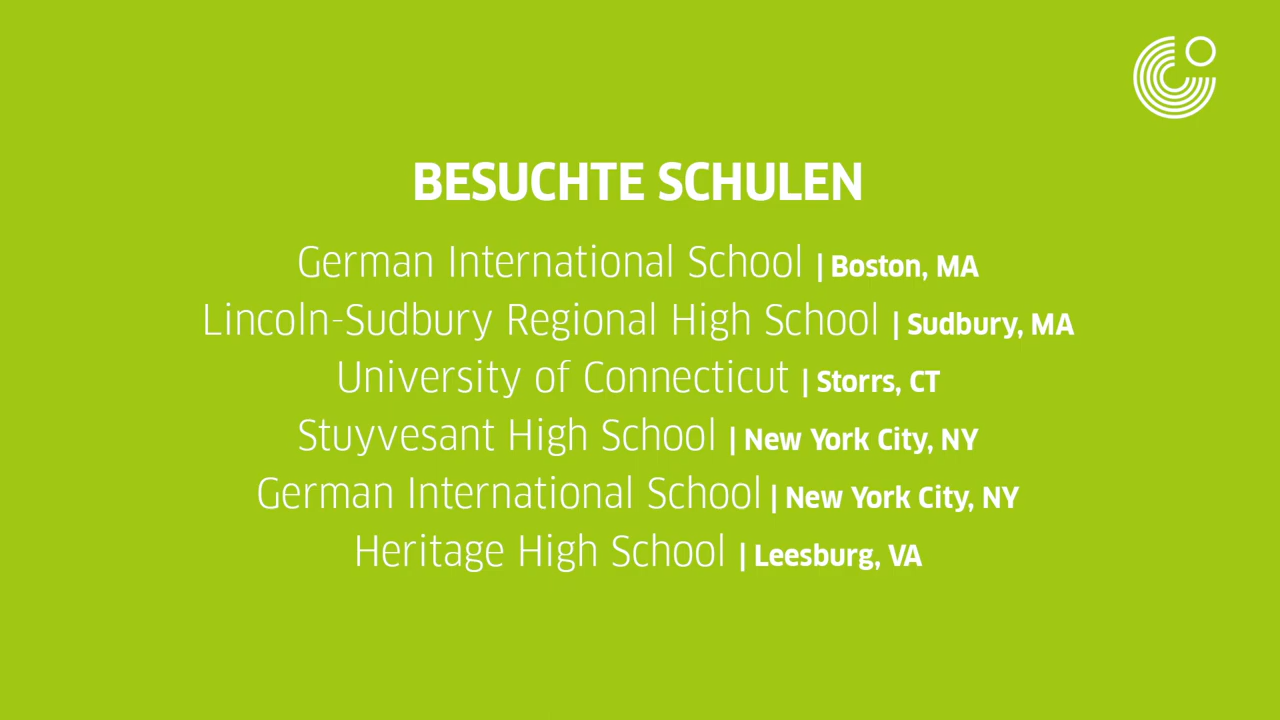 BESUCHTE SCHULEN
German International School | Boston, MA
Lincoln-Sudbury Regional High School | Sudbury, MA
University of Connecticut | Storrs, CT
Stuyvesant High School | New York City, NY
German International School | New York City, NY
Heritage High School | Leesburg, VA